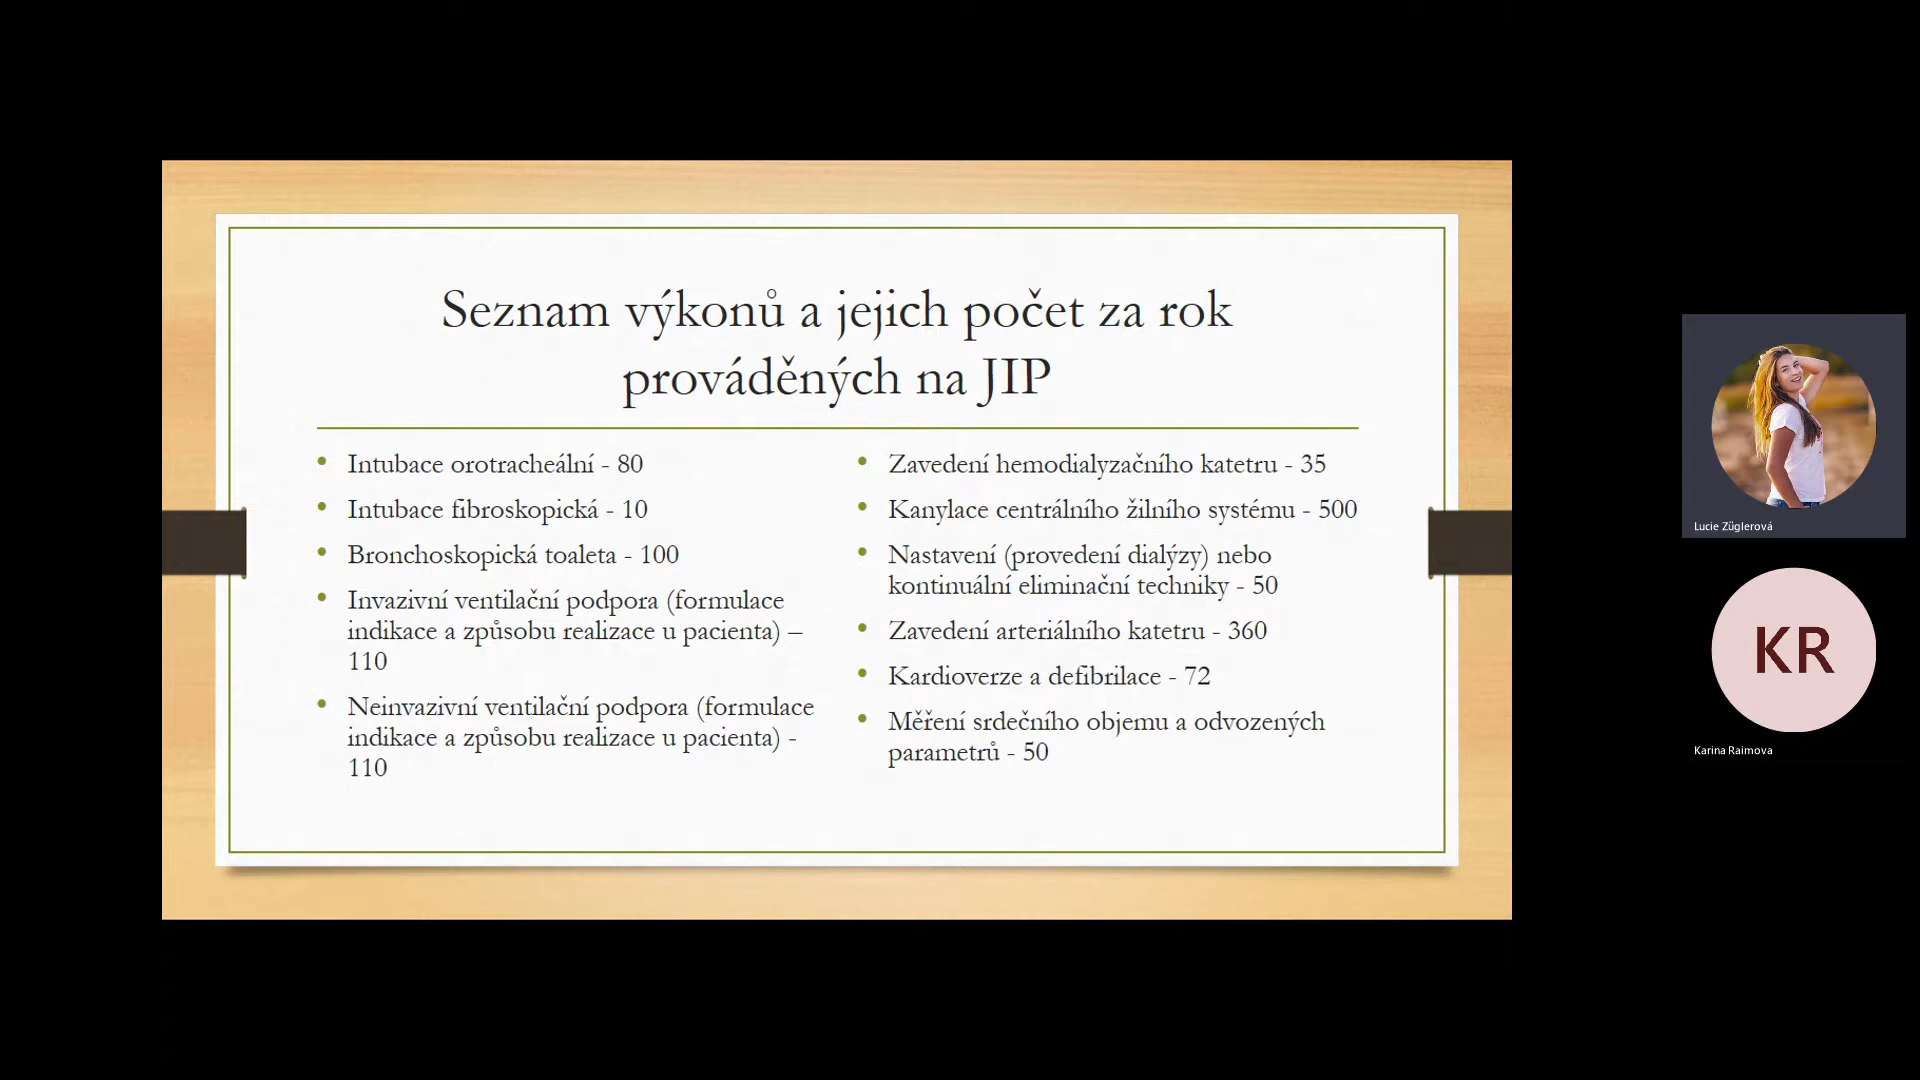 Seznam výkonů a jejich počet za rok
prováděných na JIP
• Intubace orotracheální - 80
• Intubace fibroskopická - 10
• Bronchoskopická toaleta - 100
• Invazivní ventilační podpora (formulace
indikace a způsobu realizace u pacienta) –
110
• Neinvazivní ventilační podpora (formulace
indikace a způsobu realizace u pacienta) -
110
• Zavedení hemodialyzačního katetru - 35
• Kanylace centrálního žilního systému - 500
• Nastavení (provedení dialýzy) nebo
kontinuální eliminační techniky - 50
• Zavedení arteriálního katetru - 360
• Kardioverze a defibrilace - 72
• Měření srdečního objemu a odvozených
parametrů - 50
Lucie Züglerová
KR
Karina Raimova